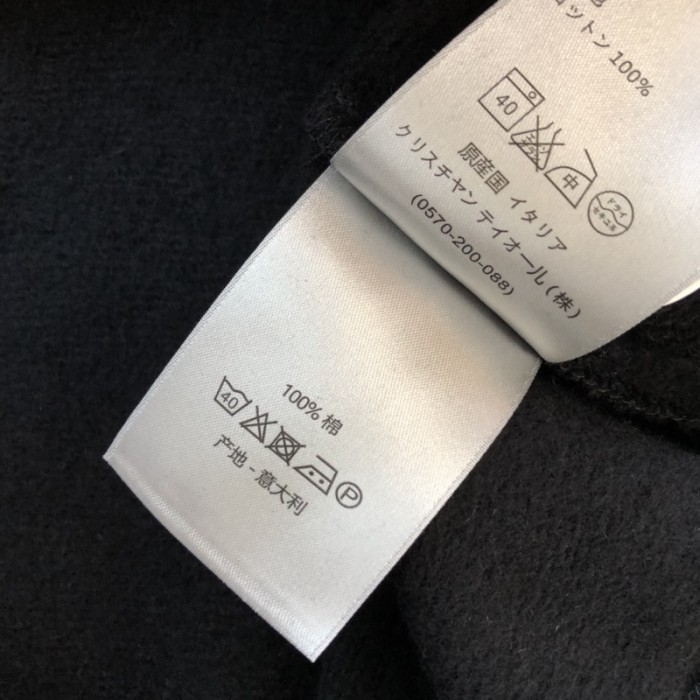 コットン 100%
40
中
ドライ
セキユ系
原産国 イタリア
クリスチャン テイオール(株)
(0570-200-088)
100% 棉
40
P
产地 - 意大利